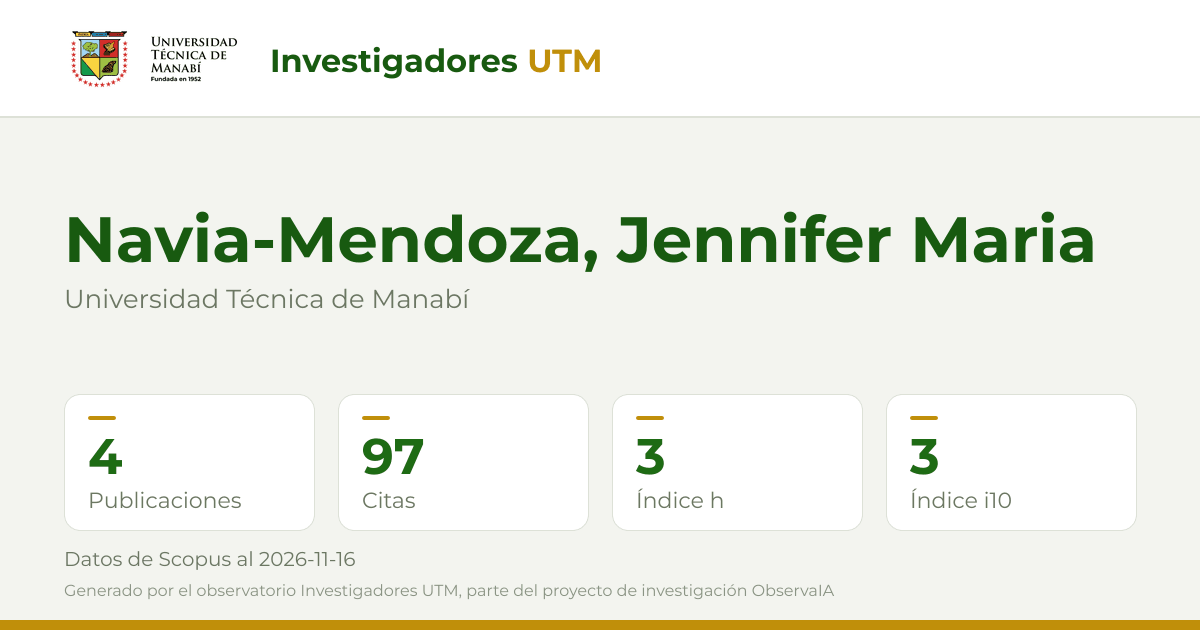 UNIVERSIDAD
TÉCNICA DE
MANABÍ
Fundada en 1952
Investigadores UTM
Navia-Mendoza, Jennifer Maria
Universidad Técnica de Manabí
4
Publicaciones
97
Citas
3
Índice h
3
Índice i10
Datos de Scopus al 2026-11-16
Generado por el observatorio Investigadores UTM, parte del proyecto de investigación ObservaIA